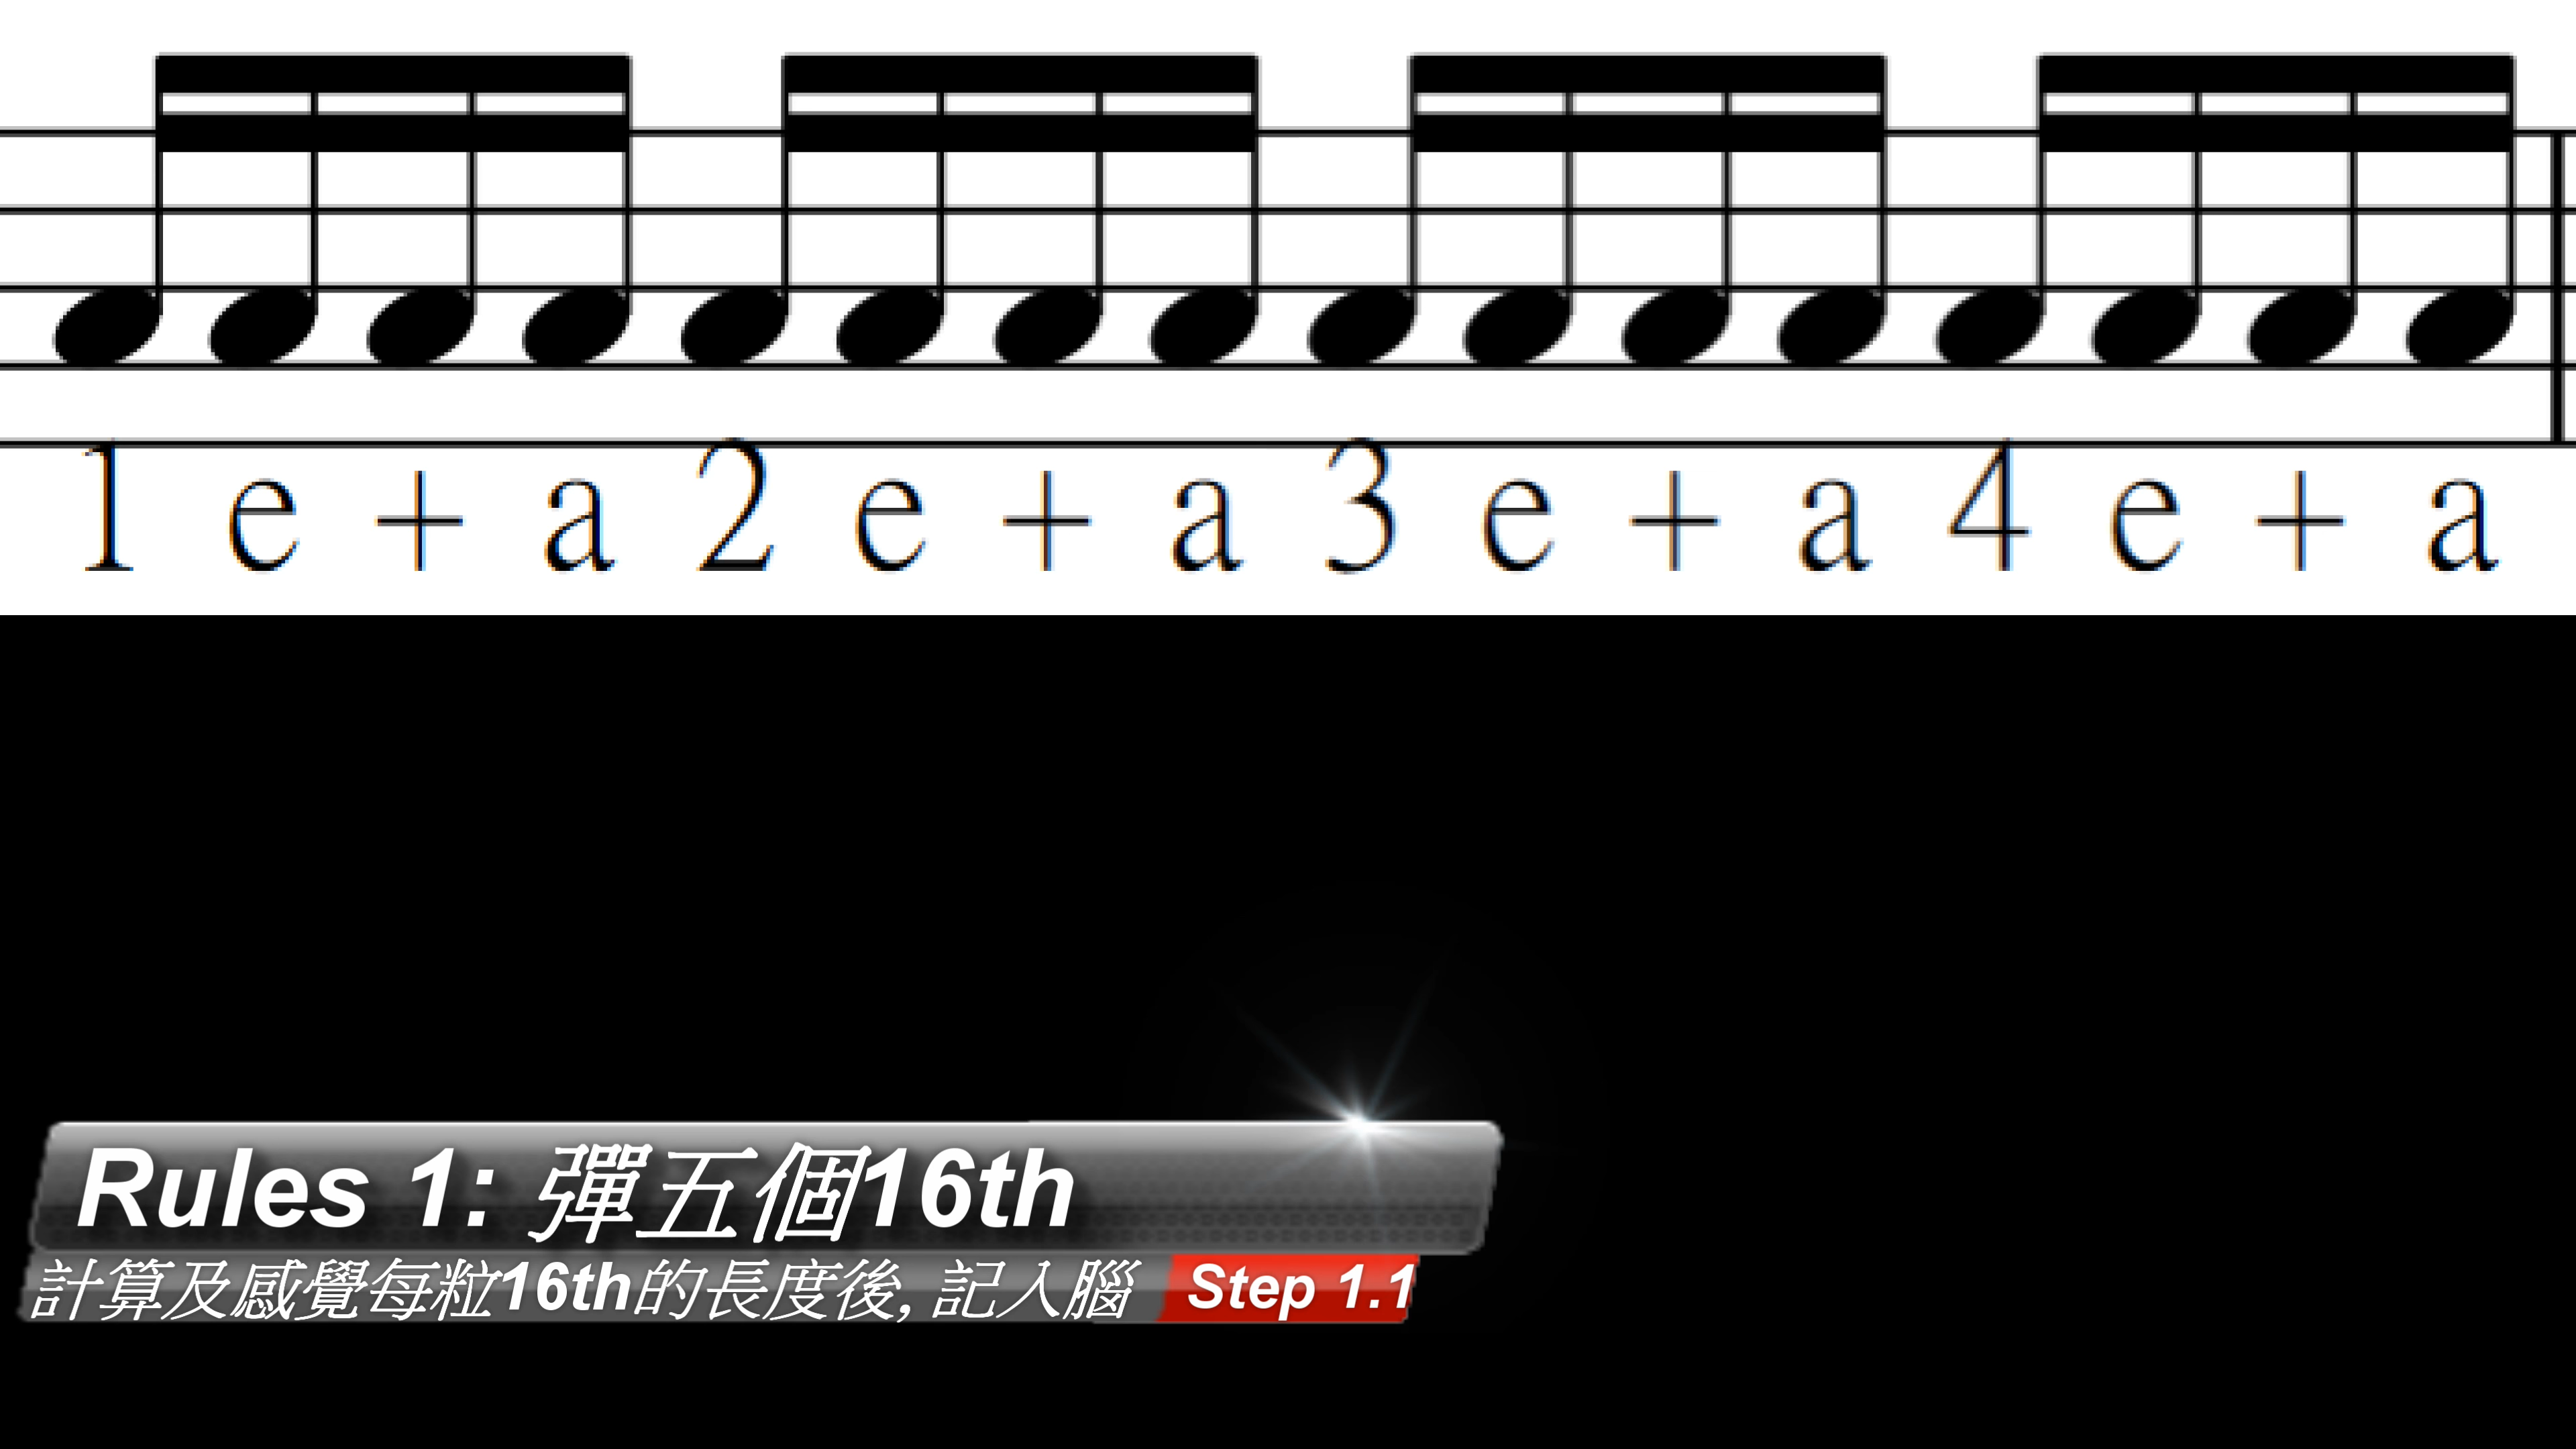 1 e + a 2 e + a 3 e + a 4 e + a
Rules 1: 彈五個16th
計算及感覺每粒16th的長度後, 記入腦 Step 1.1